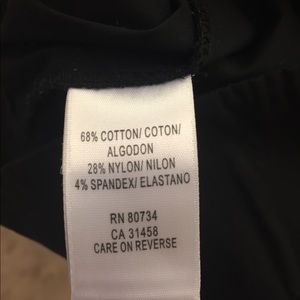 68% COTTON/ COTON/
ALGODON
28% NYLON/ NILON
4% SPANDEX/ ELASTANO
RN 80734
CA 31458
CARE ON REVERSE